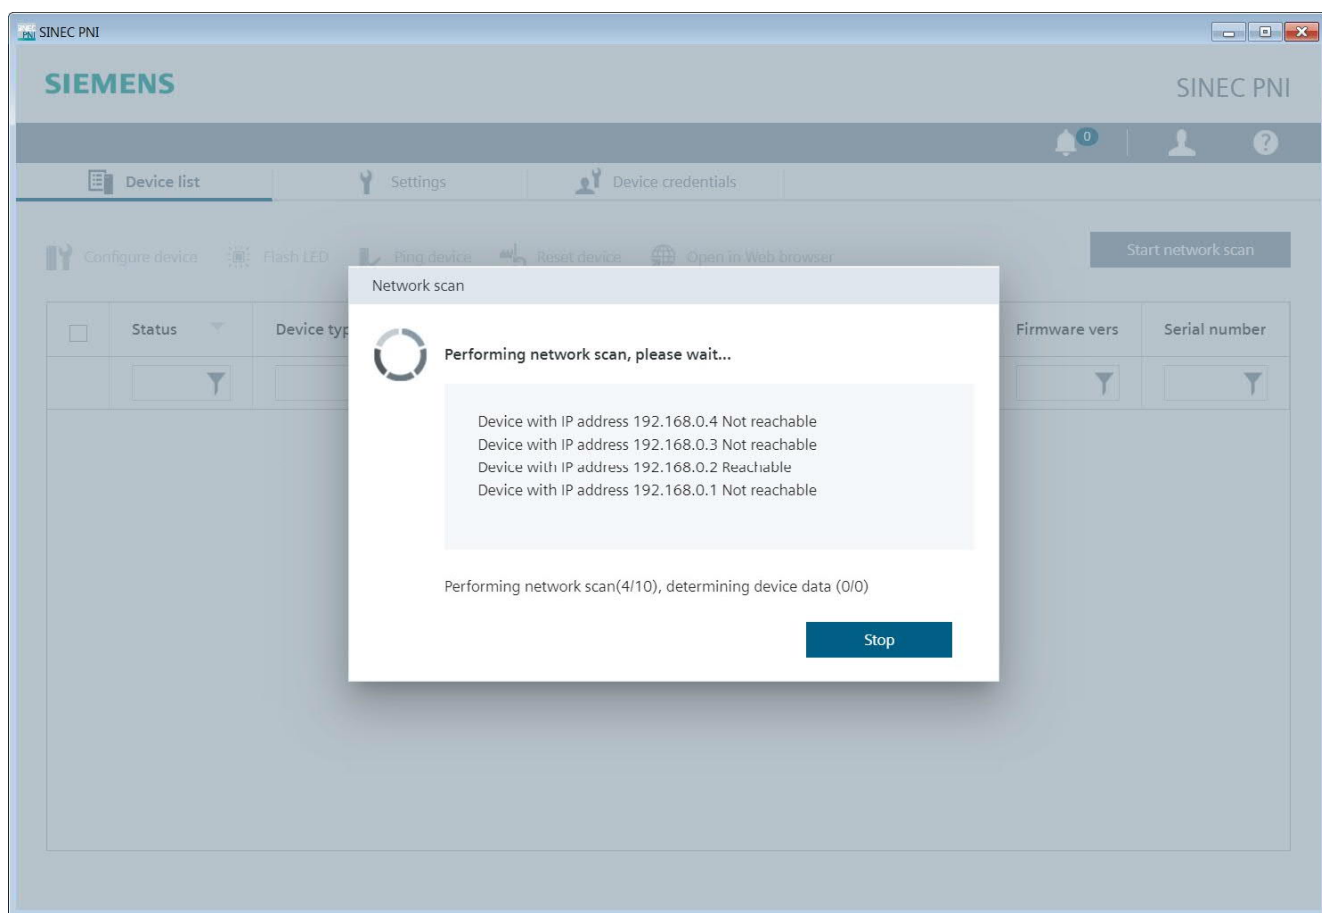 SINEC PNI
SIEMENS
SINEC PNI
0
Device list Settings Device credentials
Configure device Flash LED Ping device Reset device Open in Web browser Start network scan
Network scan
Status Device typ Firmware vers Serial number
Performing network scan, please wait...
Device with IP address 192.168.0.4 Not reachable
Device with IP address 192.168.0.3 Not reachable
Device with IP address 192.168.0.2 Reachable
Device with IP address 192.168.0.1 Not reachable
Performing network scan(4/10), determining device data (0/0)
Stop